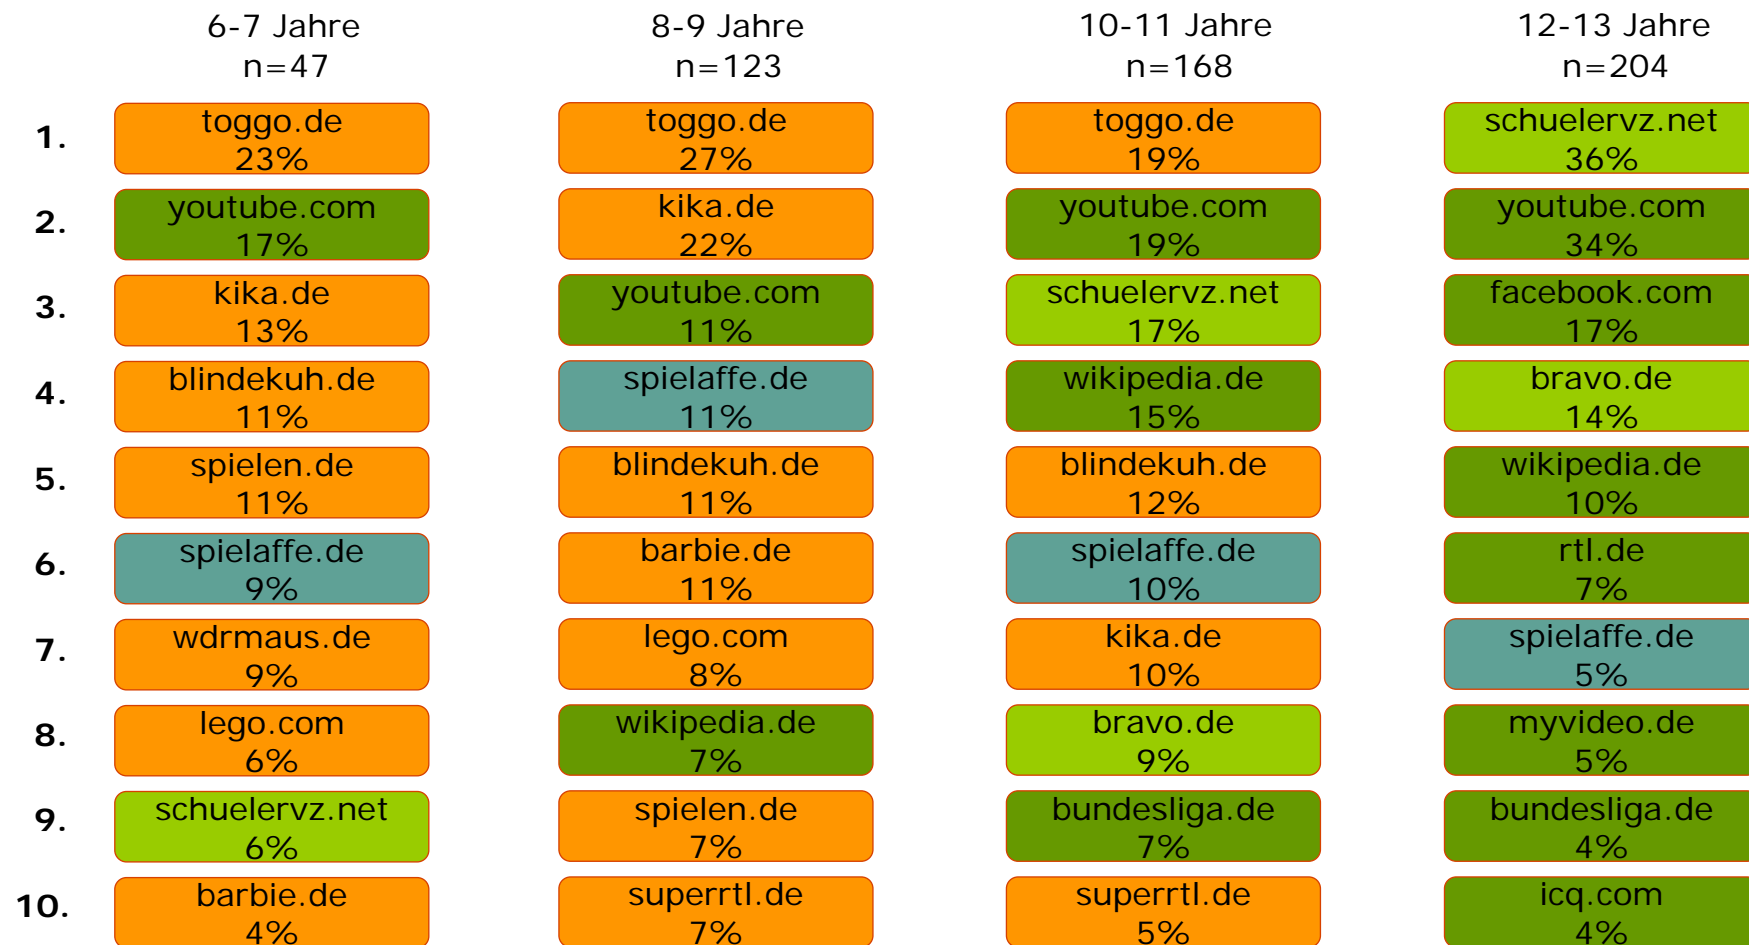 6-7 Jahre 8-9 Jahre 10-11 Jahre 12-13 Jahre
n=47 n=123 n=168 n=204
1. toggo.de toggo.de toggo.de schuelervz.net
23% 27% 19% 36%
2. youtube.com kika.de youtube.com youtube.com
17% 22% 19% 34%
3. kika.de youtube.com schuelervz.net facebook.com
13% 11% 17% 17%
4. blindekuh.de spielaffe.de wikipedia.de bravo.de
11% 11% 15% 14%
5. spielen.de blindekuh.de blindekuh.de wikipedia.de
11% 11% 12% 10%
6. spielaffe.de barbie.de spielaffe.de rtl.de
9% 11% 10% 7%
7. wdrmaus.de lego.com kika.de spielaffe.de
9% 8% 10% 5%
8. lego.com wikipedia.de bravo.de myvideo.de
6% 7% 9% 5%
9. schuelervz.net spielen.de bundesliga.de bundesliga.de
6% 7% 7% 4%
10. barbie.de superrtl.de superrtl.de icq.com
4% 7% 5% 4%